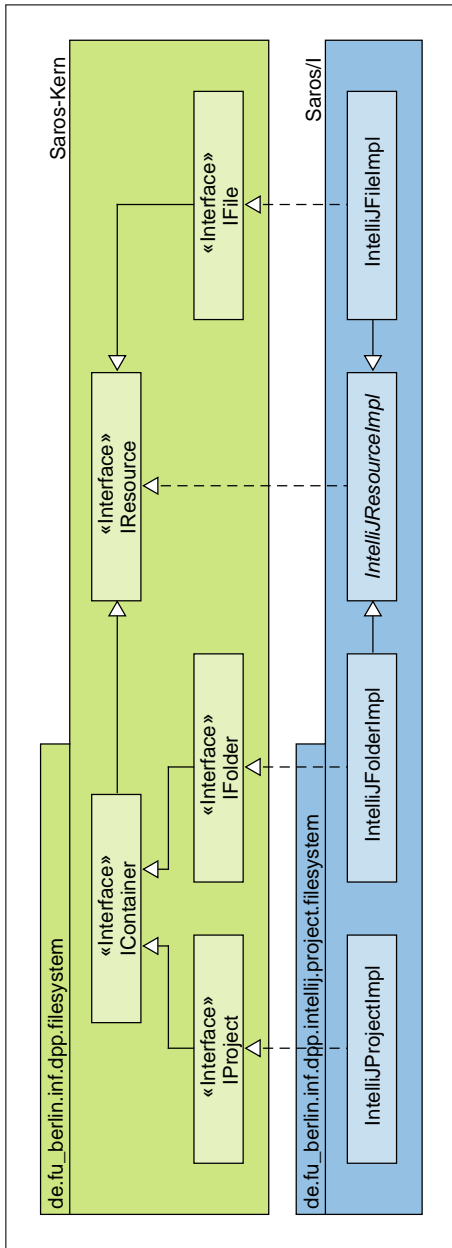 de.fu_berlin.inf.dpp.filesystem
Saros-Kern
«Interface»
IContainer
«Interface»
IResource
«Interface»
IProject
«Interface»
IFolder
«Interface»
IFile
de.fu_berlin.inf.dpp.intellij.project.filesystem
Saros/I
IntelliJProjectImpl
IntelliJFolderImpl
IntelliJResourceImpl
IntelliJFileImpl